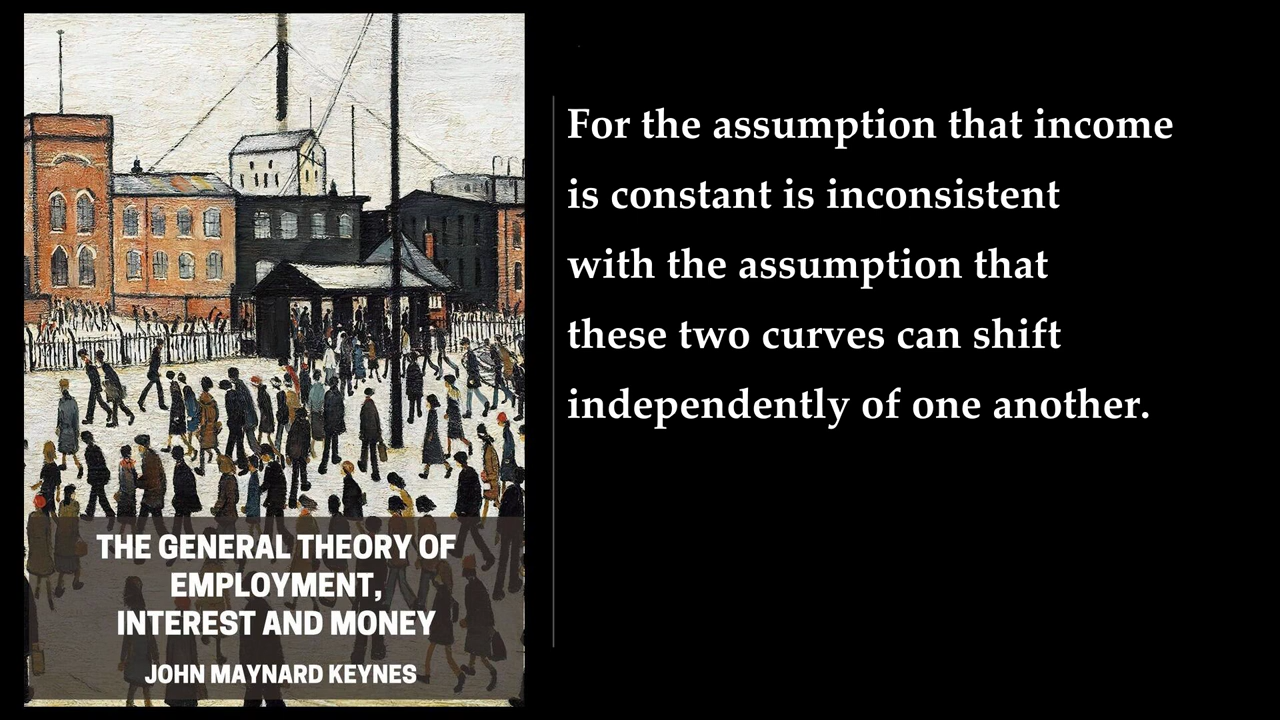 For the assumption that income
is constant is inconsistent
with the assumption that
these two curves can shift
independently of one another.
THE GENERAL THEORY OF
EMPLOYMENT,
INTEREST AND MONEY
JOHN MAYNARD KEYNES